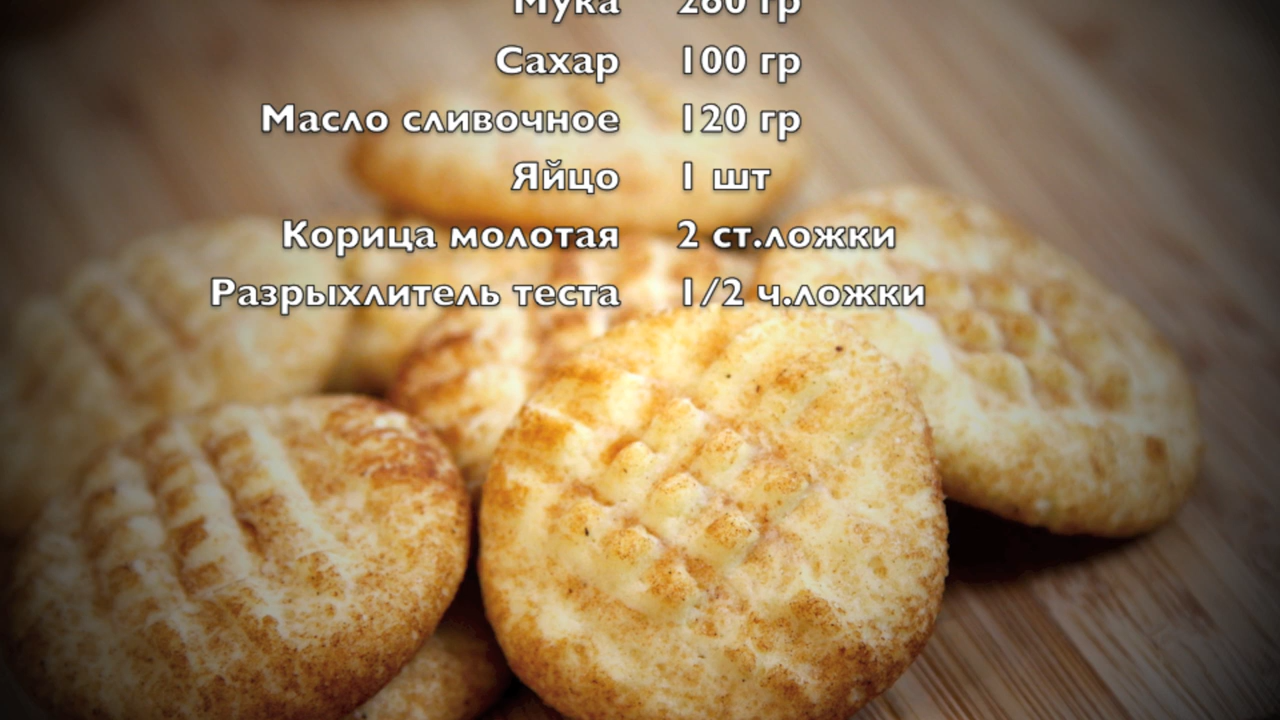 Мука 260 гр
Сахар 100 гр
Масло сливочное 120 гр
Яйцо 1 шт
Корица молотая 2 ст.ложки
Разрыхлитель теста 1/2 ч.ложки